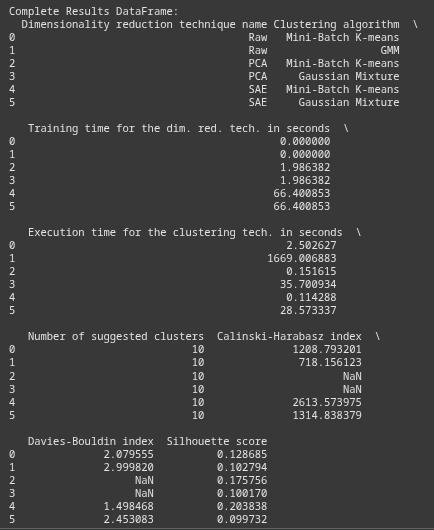 Complete Results DataFrame:
  Dimensionality reduction technique name Clustering algorithm  \
0                                     Raw   Mini-Batch K-means
1                                     Raw                  GMM
2                                     PCA   Mini-Batch K-means
3                                     PCA     Gaussian Mixture
4                                     SAE   Mini-Batch K-means
5                                     SAE     Gaussian Mixture

   Training time for the dim. red. tech. in seconds  \
0                                          0.000000
1                                          0.000000
2                                          1.986382
3                                          1.986382
4                                         66.400853
5                                         66.400853

   Execution time for the clustering tech. in seconds  \
0                                            2.502627
1                                         1669.006883
2                                            0.151615
3                                           35.700934
4                                            0.114288
5                                           28.573337

   Number of suggested clusters  Calinski-Harabasz index  \
0                            10              1208.793201
1                            10               718.156123
2                            10                      NaN
3                            10                      NaN
4                            10              2613.573975
5                            10              1314.838379

   Davies-Bouldin index  Silhouette score
0              2.079555          0.128685
1              2.999820          0.102794
2                   NaN          0.175756
3                   NaN          0.100170
4              1.498468          0.203838
5              2.453083          0.099732